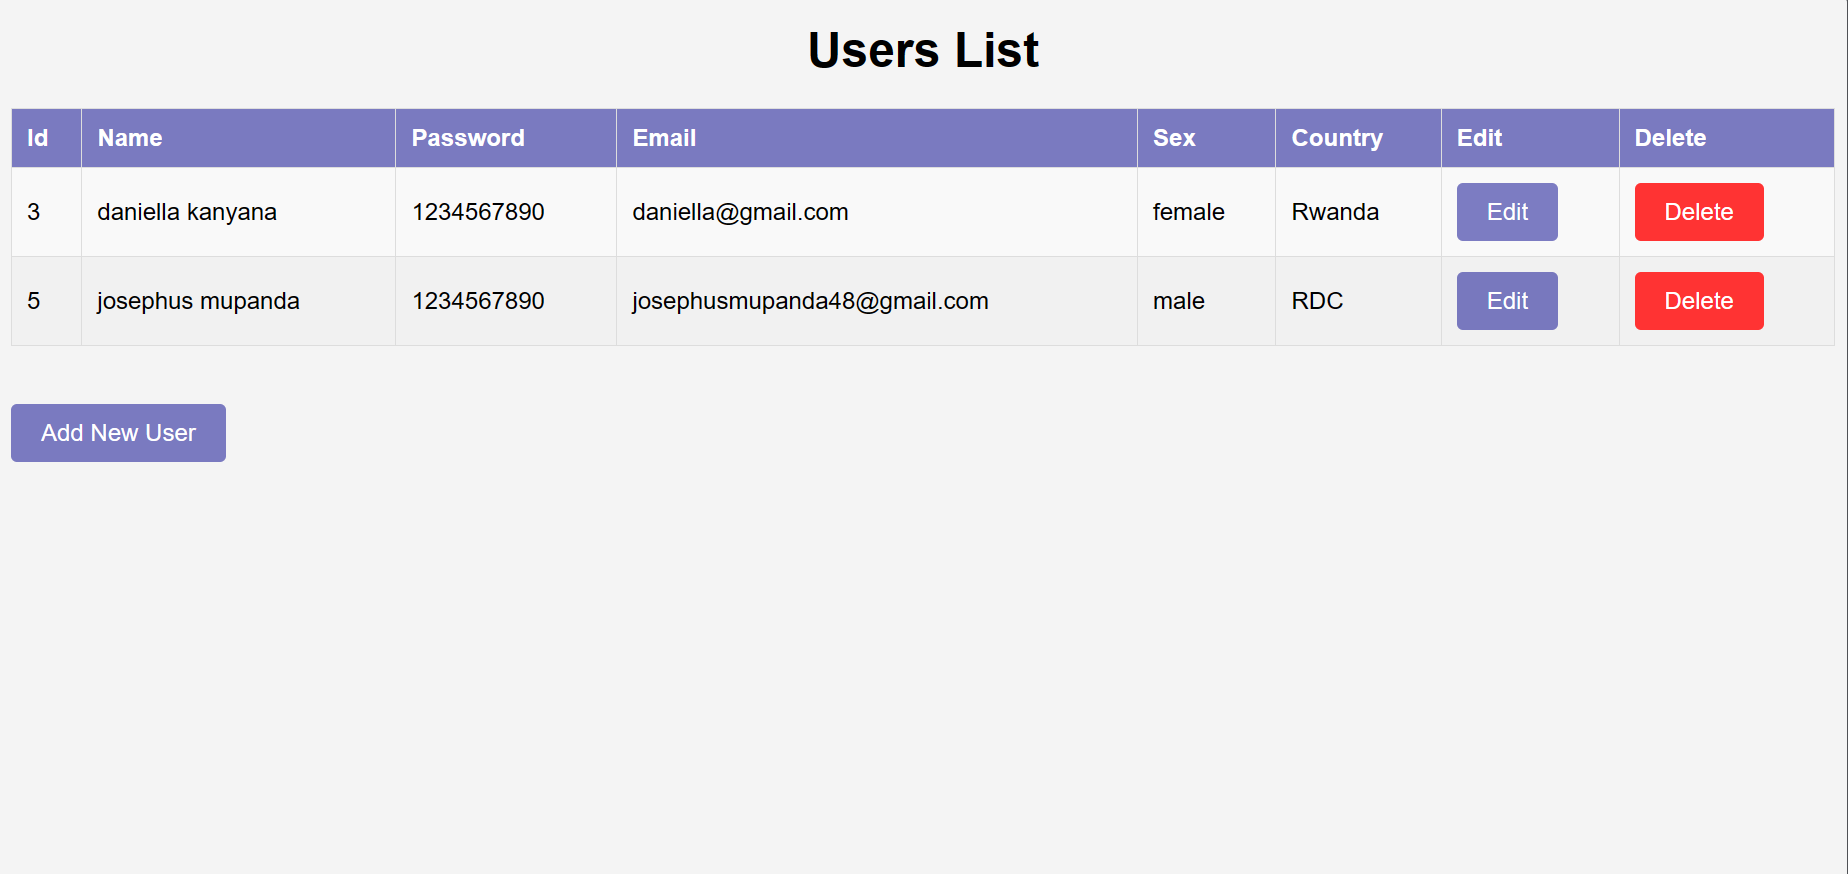 Users List
Id Name Password Email Sex Country Edit Delete
3 daniella kanyana 1234567890 daniella@gmail.com female Rwanda Edit Delete
5 josephus mupanda 1234567890 josephusmupanda48@gmail.com male RDC Edit Delete
Add New User